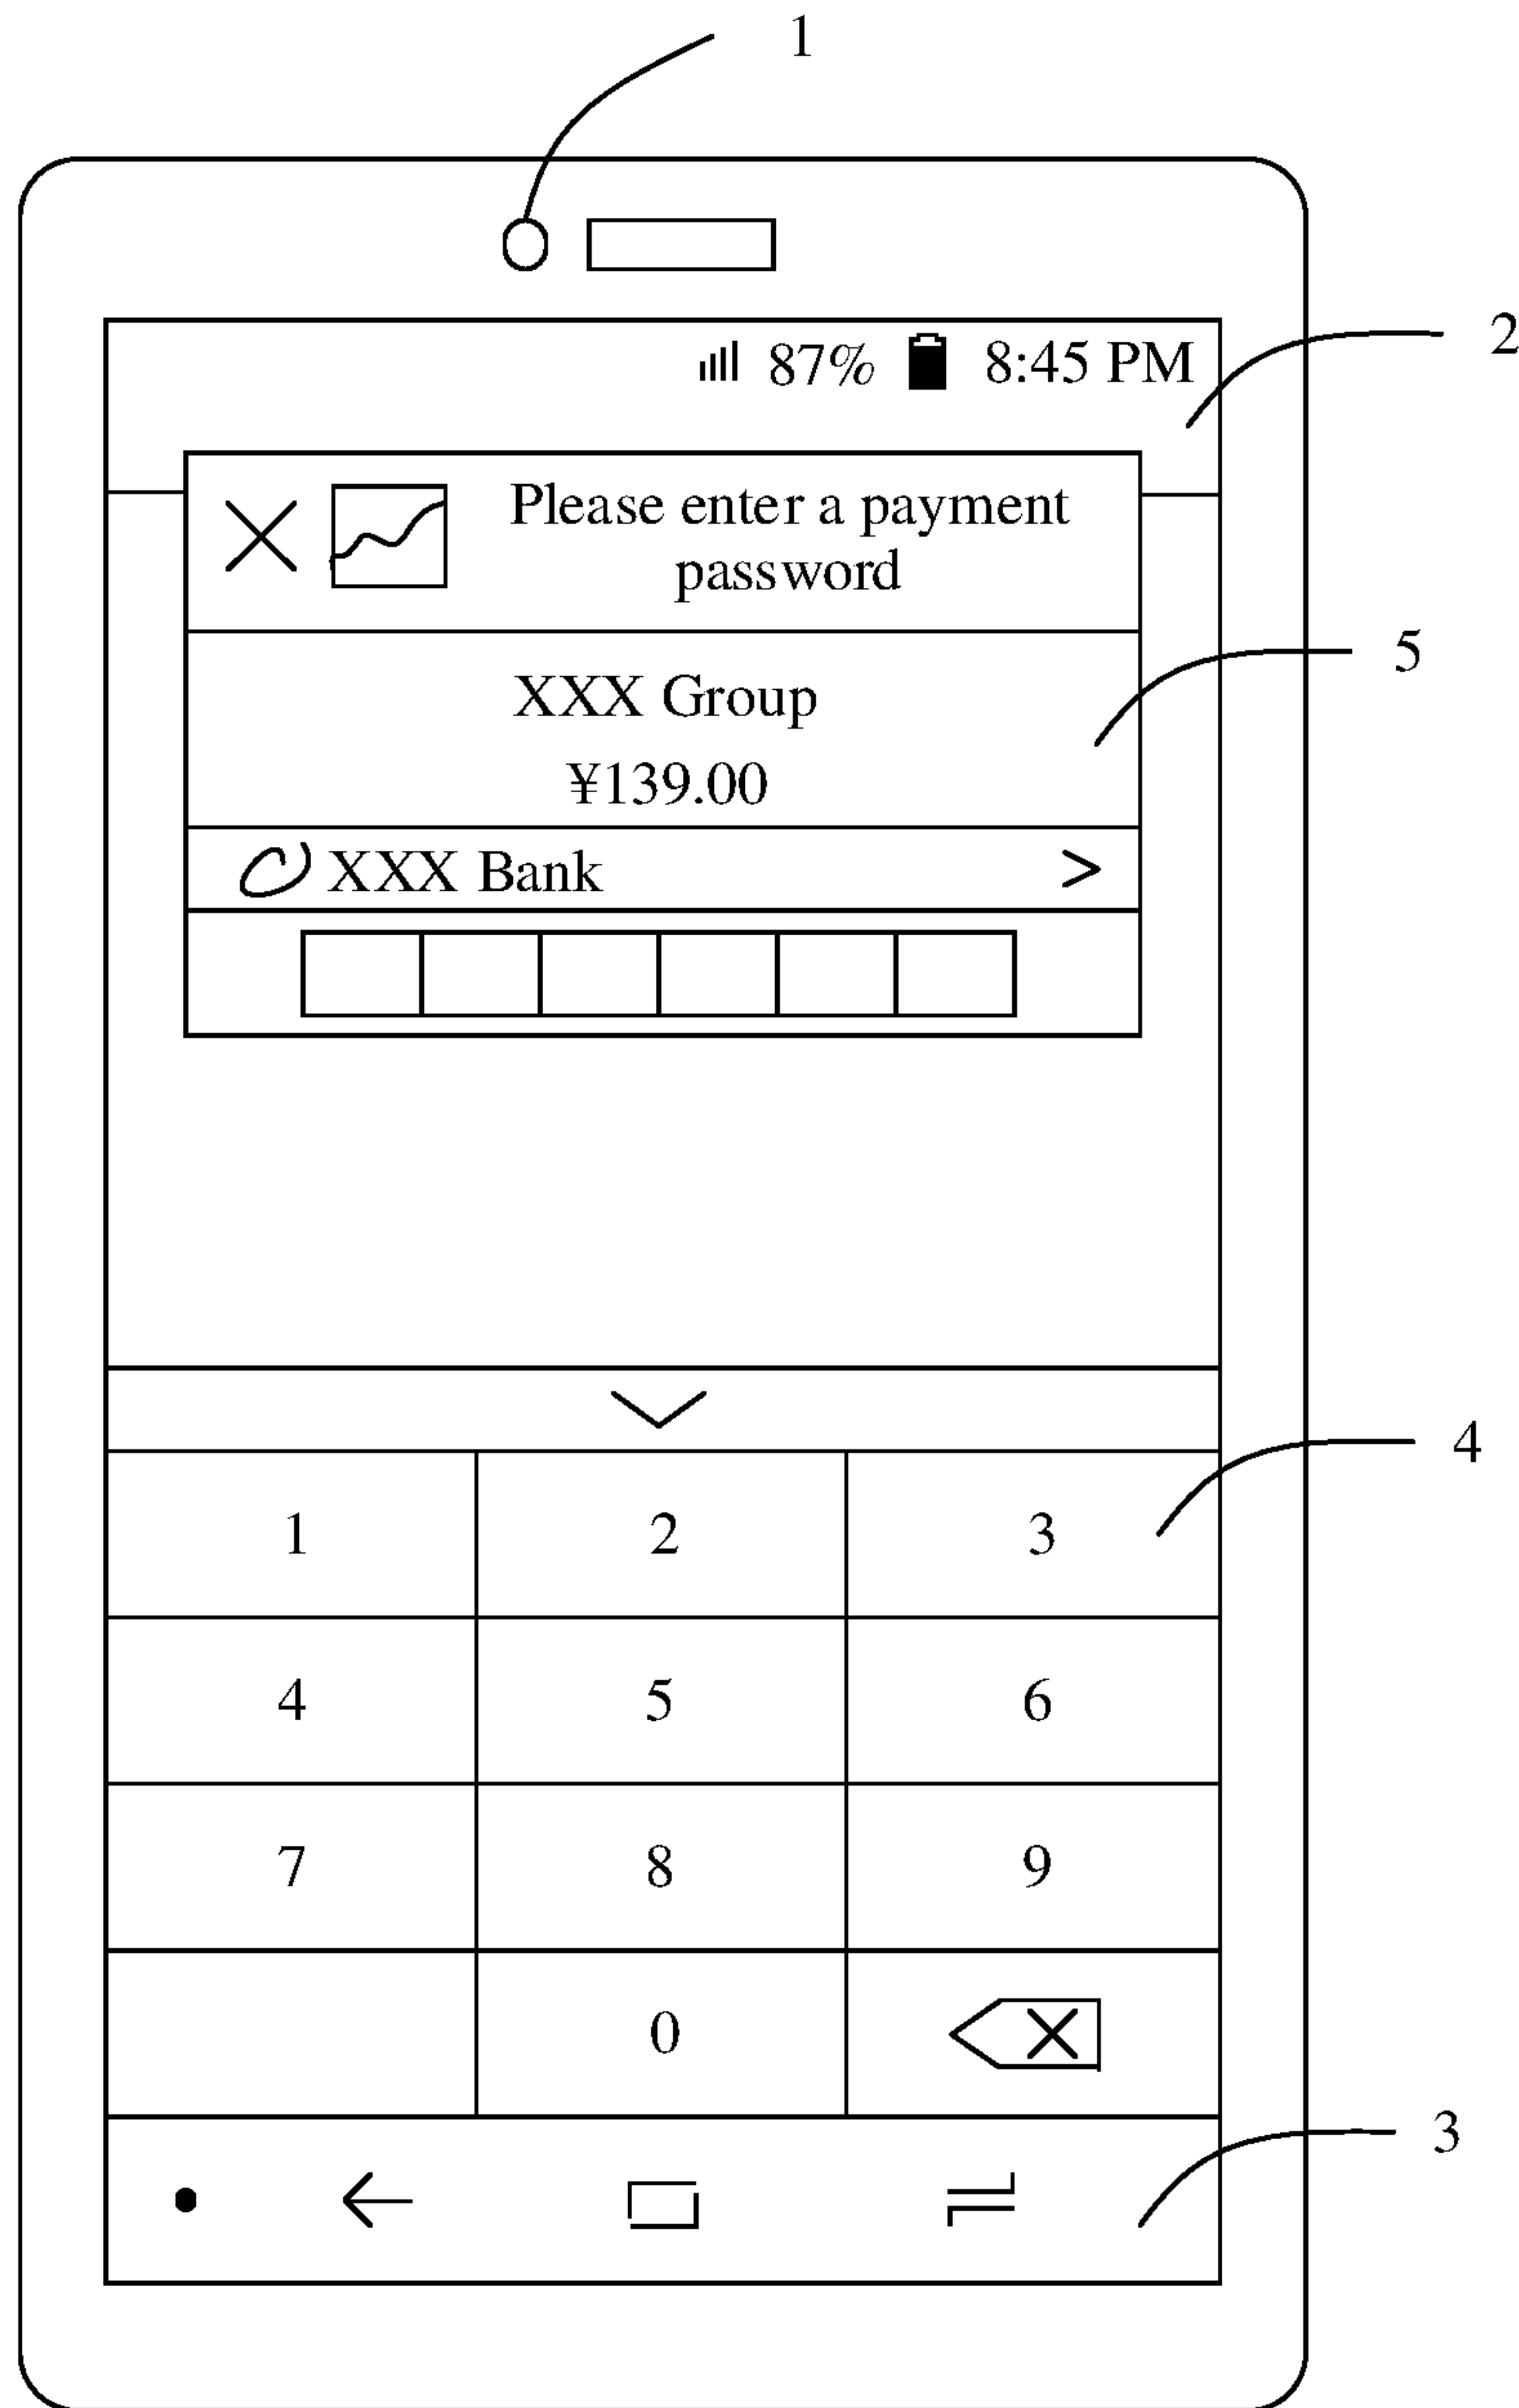 1
87% 8:45 PM
2
Please enter a payment
password
5
XXX Group
¥139.00
XXX Bank >
4
1 2 3
4 5 6
7 8 9
0
3